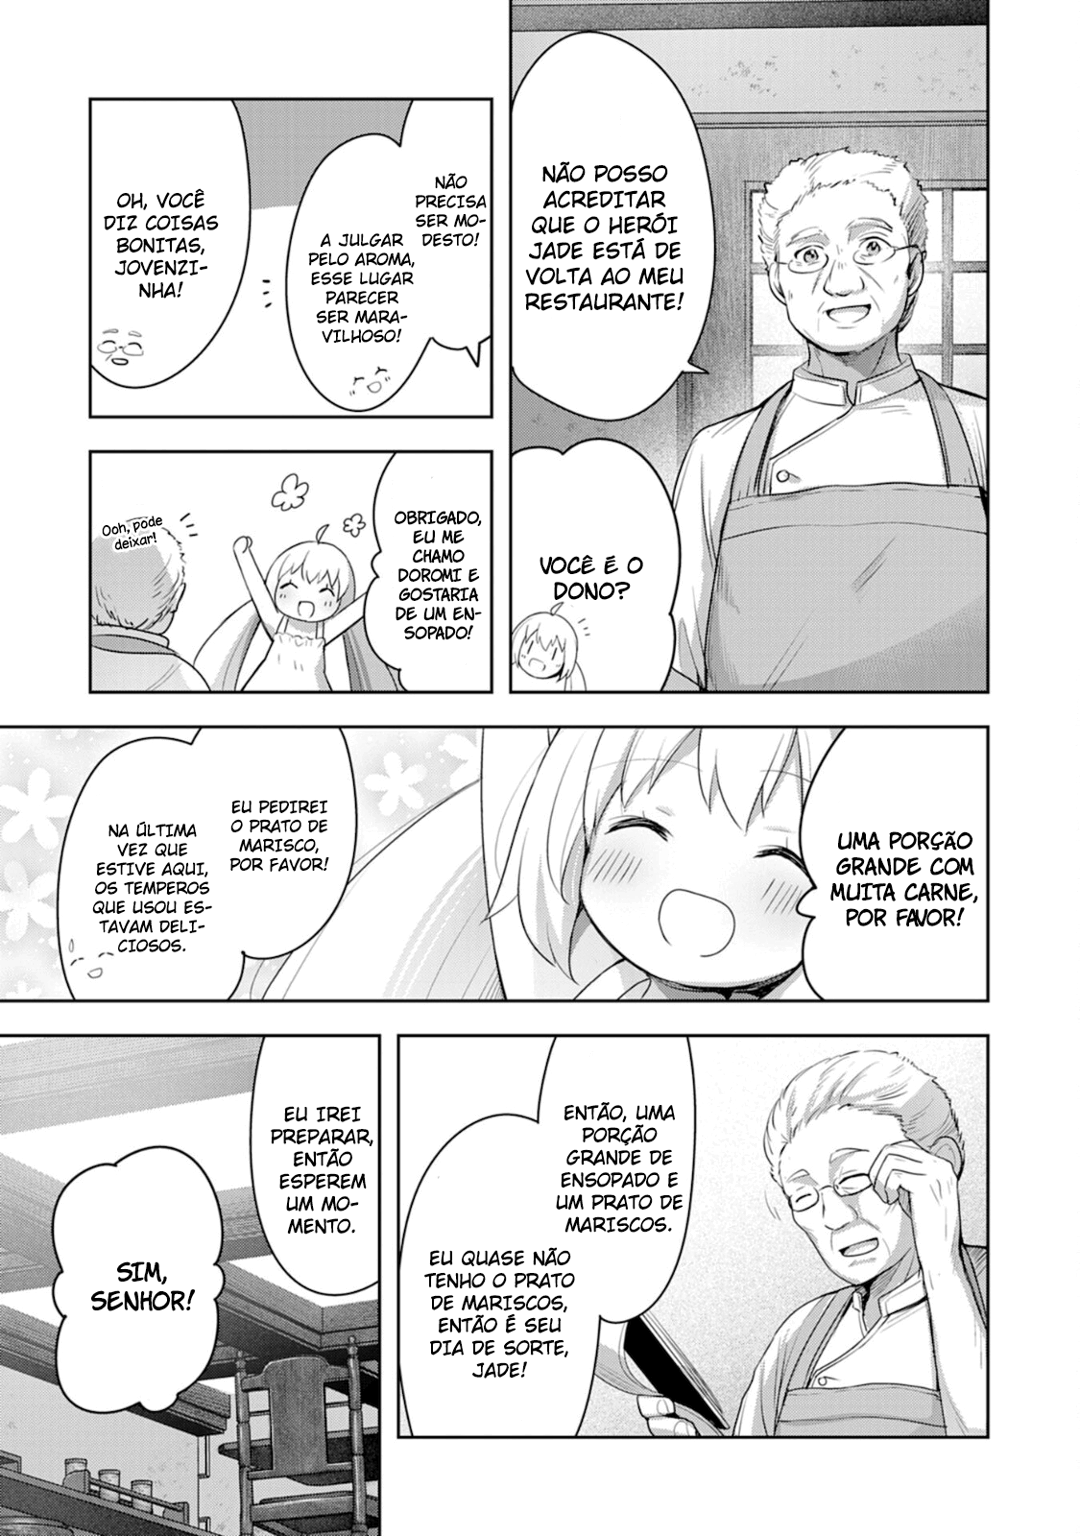 NÃO POSSO
ACREDITAR
QUE O HERÓI
JADE ESTÁ DE
VOLTA AO MEU
RESTAURANTE!
VOCÊ É O
DONO?
NÃO
PRECISA
SER MO-
DESTO!
A JULGAR
PELO AROMA,
ESSE LUGAR
PARECER
SER MARA-
VILHOSO!
OH, VOCÊ
DIZ COISAS
BONITAS,
JOVENZI-
NHA!
OBRIGADO,
EU ME
CHAMO
DOROMI E
GOSTARIA
DE UM EN-
SOPADO!
Ooh, pode
deixar!
UMA PORÇÃO
GRANDE COM
MUITA CARNE,
POR FAVOR!
EU PEDIREI
O PRATO DE
MARISCO,
POR FAVOR!
NA ÚLTIMA
VEZ QUE
ESTIVE AQUI,
OS TEMPEROS
QUE USOU ES-
TAVAM DELI-
CIOSOS.
ENTÃO, UMA
PORÇÃO
GRANDE DE
ENSOPADO E
UM PRATO DE
MARISCOS.
EU QUASE NÃO
TENHO O PRATO
DE MARISCOS,
ENTÃO É SEU
DIA DE SORTE,
JADE!
EU IREI
PREPARAR,
ENTÃO
ESPEREM
UM MO-
MENTO.
SIM,
SENHOR!